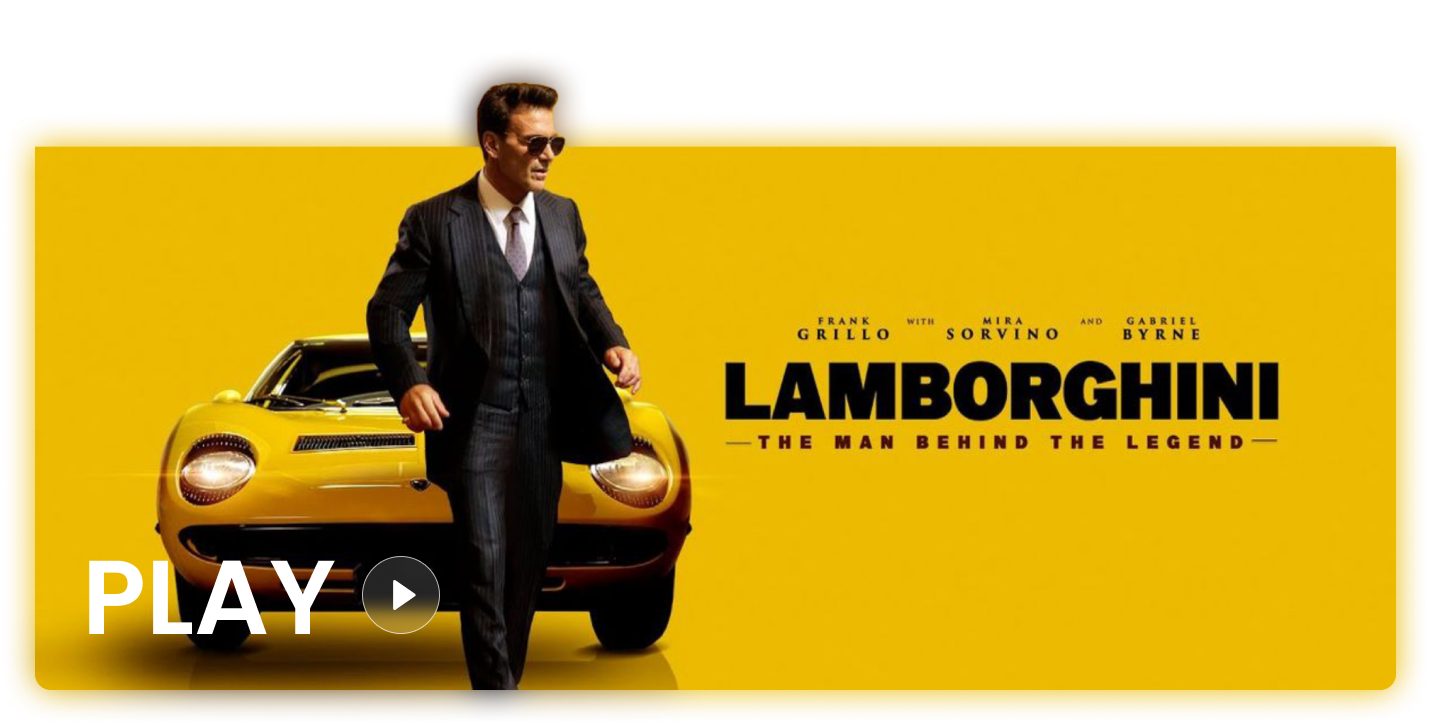 FRANK GRILLO WITH MIRA SORVINO AND GABRIEL BYRNE
LAMBORGHINI
THE MAN BEHIND THE LEGEND
PLAY